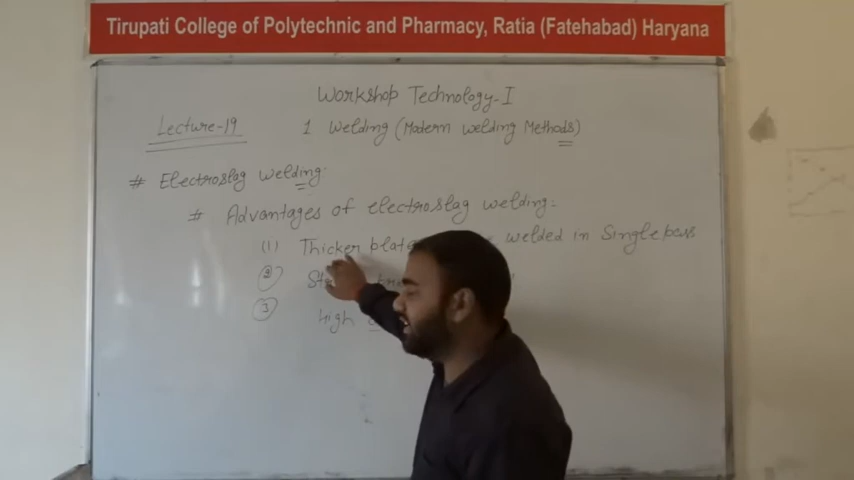 Tirupati College of Polytechnic and Pharmacy, Ratia (Fatehabad) Haryana
Workshop Technology-I
Lecture-19 1 Welding (Modern Welding Methods)
# Electroslag welding.
# Advantages of electroslag welding:
(1) Thicker plate welded in Single pass
(2)
(3) high